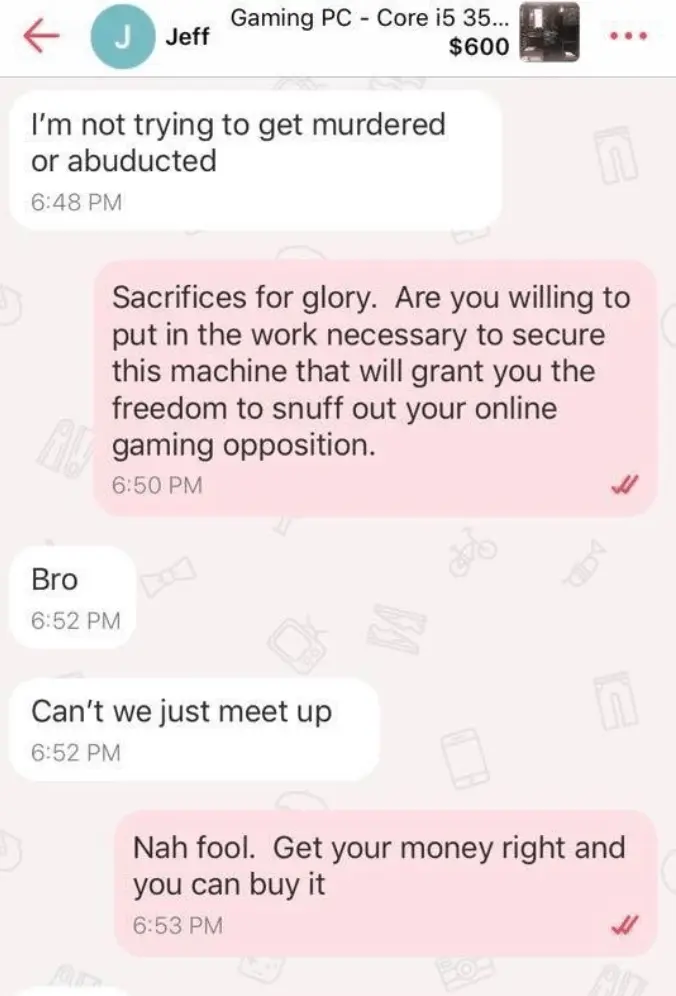 J
Jeff
Gaming PC - Core i5 35...
$600
I'm not trying to get murdered
or abuducted
6:48 PM
Sacrifices for glory.  Are you willing to
put in the work necessary to secure
this machine that will grant you the
freedom to snuff out your online
gaming opposition.
6:50 PM
Bro
6:52 PM
Can't we just meet up
6:52 PM
Nah fool.  Get your money right and
you can buy it
6:53 PM